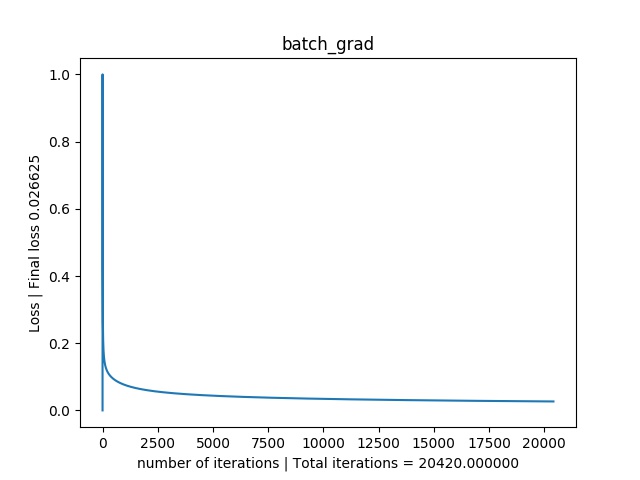 batch_grad
1.0
0.8
0.6
0.4
0.2
0.0
Loss | Final loss 0.026625
0 2500 5000 7500 10000 12500 15000 17500 20000
number of iterations | Total iterations = 20420.000000